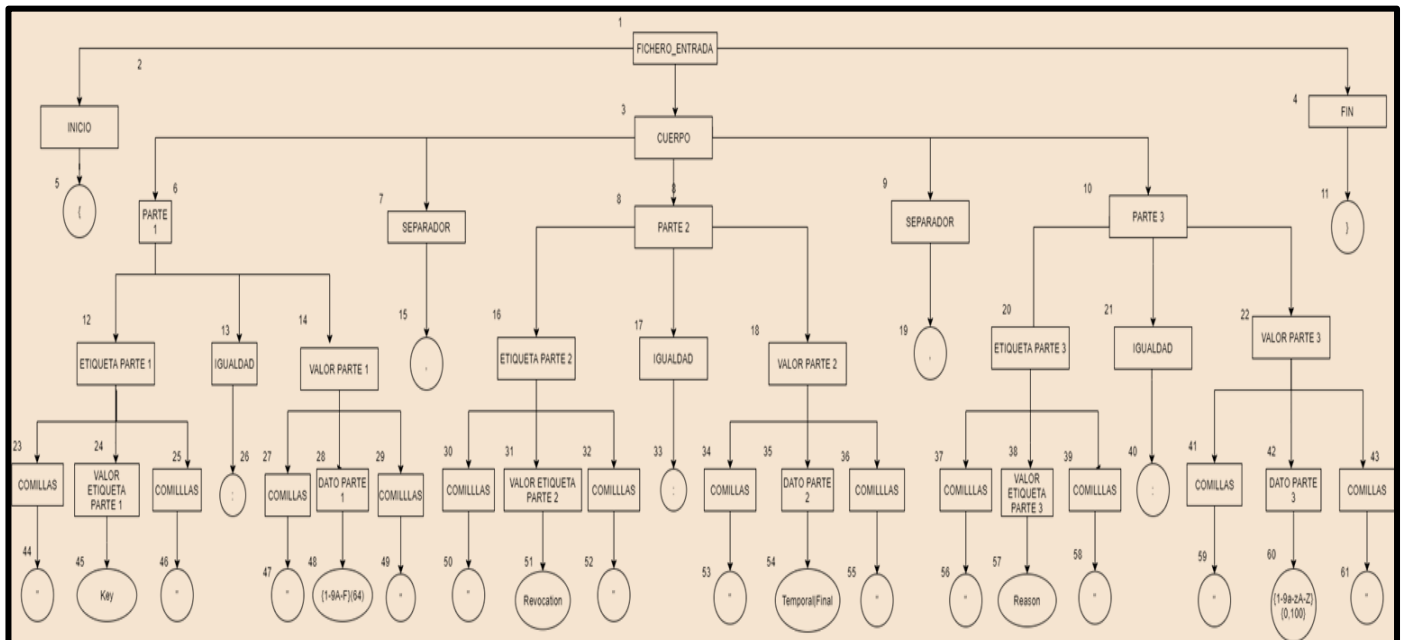 1
FICHERO_ENTRADA
2
3
4
INICIO
CUERPO
FIN
5
{
6
7
8
8
9
10
11
}
PARTE
1
SEPARADOR
PARTE 2
SEPARADOR
PARTE 3
12
13
14
15
,
16
17
18
19
,
20
21
22
ETIQUETA PARTE 1
IGUALDAD
VALOR PARTE 1
ETIQUETA PARTE 2
IGUALDAD
VALOR PARTE 2
ETIQUETA PARTE 3
IGUALDAD
VALOR PARTE 3
23
24
25
26
:
27
28
29
30
31
32
33
:
34
35
36
37
38
39
40
:
41
42
43
COMILLAS
VALOR
ETIQUETA
PARTE 1
COMILLLAS
COMILLAS
DATO PARTE
1
COMILLLAS
COMILLLAS
VALOR ETIQUETA
PARTE 2
COMILLLAS
COMILLAS
DATO PARTE
2
COMILLLAS
COMILLLAS
VALOR
ETIQUETA
PARTE 3
COMILLLAS
COMILLAS
DATO PARTE
3
COMILLAS
44
"
45
Key
46
"
47
"
48
{1-9A-F}(64)
49
"
50
"
51
Revocation
52
"
53
"
54
Temporal|Final
55
"
56
"
57
Reason
58
"
59
"
60
{1-9a-zA-Z}
{0,100}
61
"